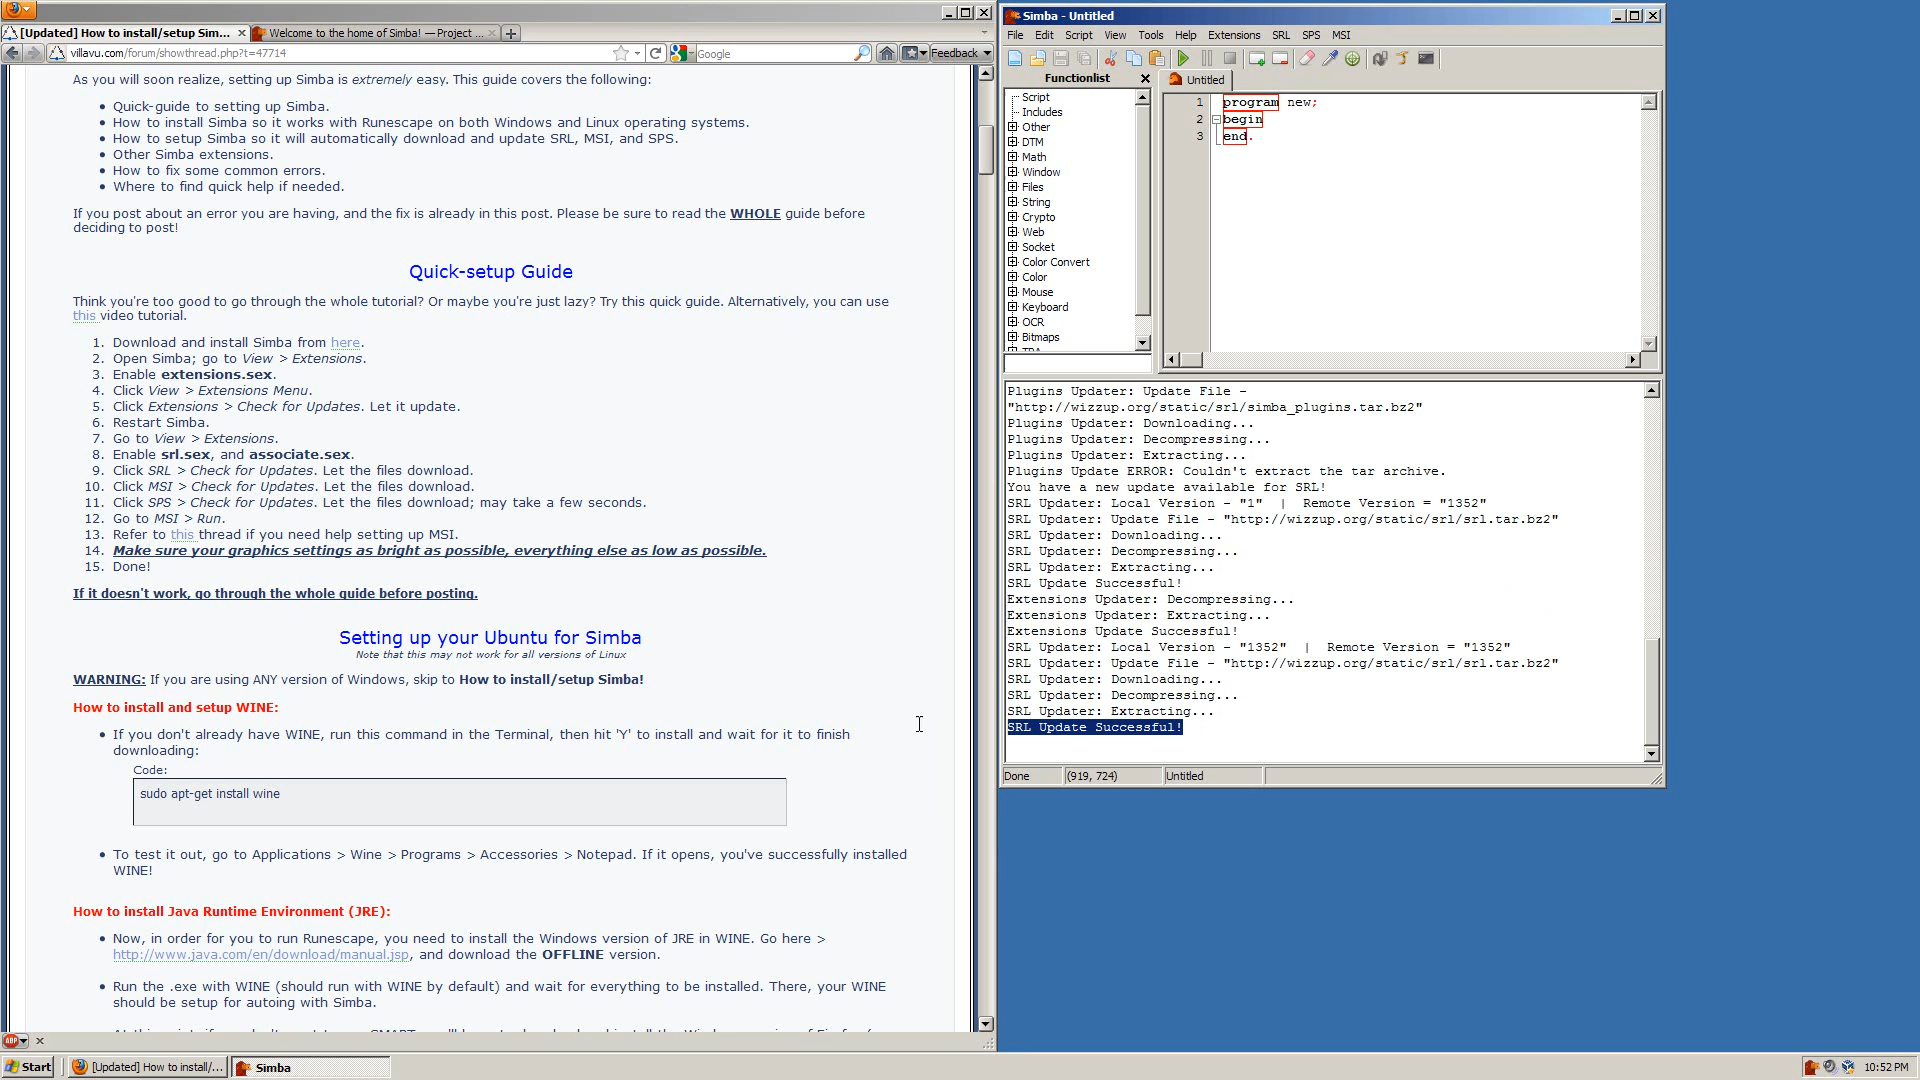 [Updated] How to install/setup Sim...
Welcome to the home of Simba! — Project ...
villavu.com/forum/showthread.php?t=47714
Google
Feedback
As you will soon realize, setting up Simba is extremely easy. This guide covers the following:
Quick-guide to setting up Simba.
How to install Simba so it works with Runescape on both Windows and Linux operating systems.
How to setup Simba so it will automatically download and update SRL, MSI, and SPS.
Other Simba extensions.
How to fix some common errors.
Where to find quick help if needed.
If you post about an error you are having, and the fix is already in this post. Please be sure to read the WHOLE guide before
deciding to post!
Quick-setup Guide
Think you're too good to go through the whole tutorial? Or maybe you're just lazy? Try this quick guide. Alternatively, you can use
this video tutorial.
1. Download and install Simba from here.
2. Open Simba; go to View > Extensions.
3. Enable extensions.sex.
4. Click View > Extensions Menu.
5. Click Extensions > Check for Updates. Let it update.
6. Restart Simba.
7. Go to View > Extensions.
8. Enable srl.sex, and associate.sex.
9. Click SRL > Check for Updates. Let the files download.
10. Click MSI > Check for Updates. Let the files download.
11. Click SPS > Check for Updates. Let the files download; may take a few seconds.
12. Go to MSI > Run.
13. Refer to this thread if you need help setting up MSI.
14. Make sure your graphics settings as bright as possible, everything else as low as possible.
15. Done!
If it doesn't work, go through the whole guide before posting.
Setting up your Ubuntu for Simba
Note that this may not work for all versions of Linux
WARNING: If you are using ANY version of Windows, skip to How to install/setup Simba!
How to install and setup WINE:
If you don't already have WINE, run this command in the Terminal, then hit 'Y' to install and wait for it to finish
downloading:
Code:
sudo apt-get install wine
To test it out, go to Applications > Wine > Programs > Accessories > Notepad. If it opens, you've successfully installed
WINE!
How to install Java Runtime Environment (JRE):
Now, in order for you to run Runescape, you need to install the Windows version of JRE in WINE. Go here >
http://www.java.com/en/download/manual.jsp, and download the OFFLINE version.
Run the .exe with WINE (should run with WINE by default) and wait for everything to be installed. There, your WINE
should be setup for autoing with Simba.
ABP
Simba - Untitled
File Edit Script View Tools Help Extensions SRL SPS MSI
Functionlist
Script
Includes
Other
DTM
Math
Window
Files
String
Crypto
Web
Socket
Color Convert
Color
Mouse
Keyboard
OCR
Bitmaps
Untitled
1 program new;
2 begin
3 end.
Plugins Updater: Update File -
"http://wizzup.org/static/srl/simba_plugins.tar.bz2"
Plugins Updater: Downloading...
Plugins Updater: Decompressing...
Plugins Updater: Extracting...
Plugins Update ERROR: Couldn't extract the tar archive.
You have a new update available for SRL!
SRL Updater: Local Version - "1" | Remote Version = "1352"
SRL Updater: Update File - "http://wizzup.org/static/srl/srl.tar.bz2"
SRL Updater: Downloading...
SRL Updater: Decompressing...
SRL Updater: Extracting...
SRL Update Successful!
Extensions Updater: Decompressing...
Extensions Updater: Extracting...
Extensions Update Successful!
SRL Updater: Local Version - "1352" | Remote Version = "1352"
SRL Updater: Update File - "http://wizzup.org/static/srl/srl.tar.bz2"
SRL Updater: Downloading...
SRL Updater: Decompressing...
SRL Updater: Extracting...
SRL Update Successful!
Done (919, 724) Untitled
Start
[Updated] How to install/...
Simba
10:52 PM